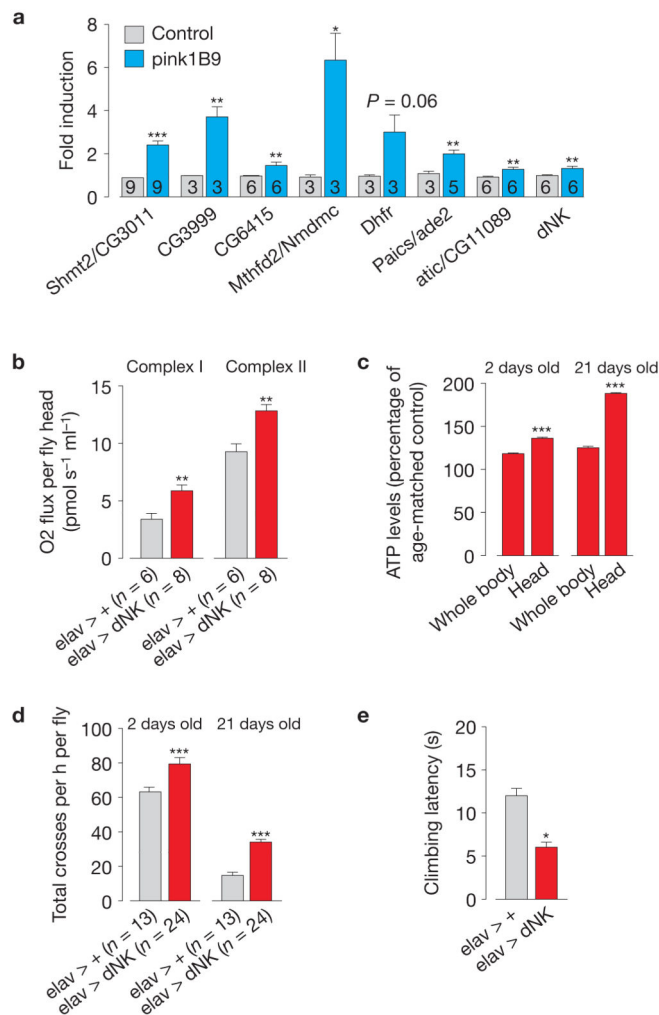 a
Control
pink1B9
Fold induction
8
6
4
2
0
***
**
**
*
P = 0.06
**
**
**
9 9 3 3 6 6 3 3 3 3 3 5 6 6 6 6
Shmt2/CG3011
CG3999
CG6415
Mthfd2/Nmdmc
Dhfr
Paics/ade2
atic/CG11089
dNK
b
Complex I Complex II
O2 flux per fly head
(pmol s⁻¹ ml⁻¹)
15
10
5
0
**
**
elav > + (n = 6)
elav > dNK (n = 8)
elav > + (n = 6)
elav > dNK (n = 8)
c
2 days old 21 days old
ATP levels (percentage of
age-matched control)
200
150
100
50
0
***
***
Whole body
Head
Whole body
Head
d
2 days old 21 days old
Total crosses per h per fly
100
80
60
40
20
0
***
***
elav > + (n = 13)
elav > dNK (n = 24)
elav > + (n = 13)
elav > dNK (n = 24)
e
Climbing latency (s)
20
15
10
5
0
*
elav > +
elav > dNK